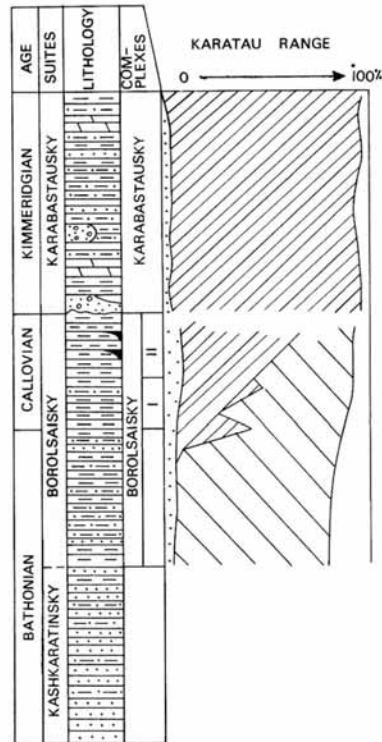 AGE
SUITES
LITHOLOGY
COM-
PLEXES
KARATAU RANGE
0 100%
KIMMERIDGIAN
KARABASTAUSKY
KARABASTAUSKY
CALLOVIAN
BOROLSAISKY
BOROLSAISKY
II
I
BATHONIAN
KASHKARATINSKY